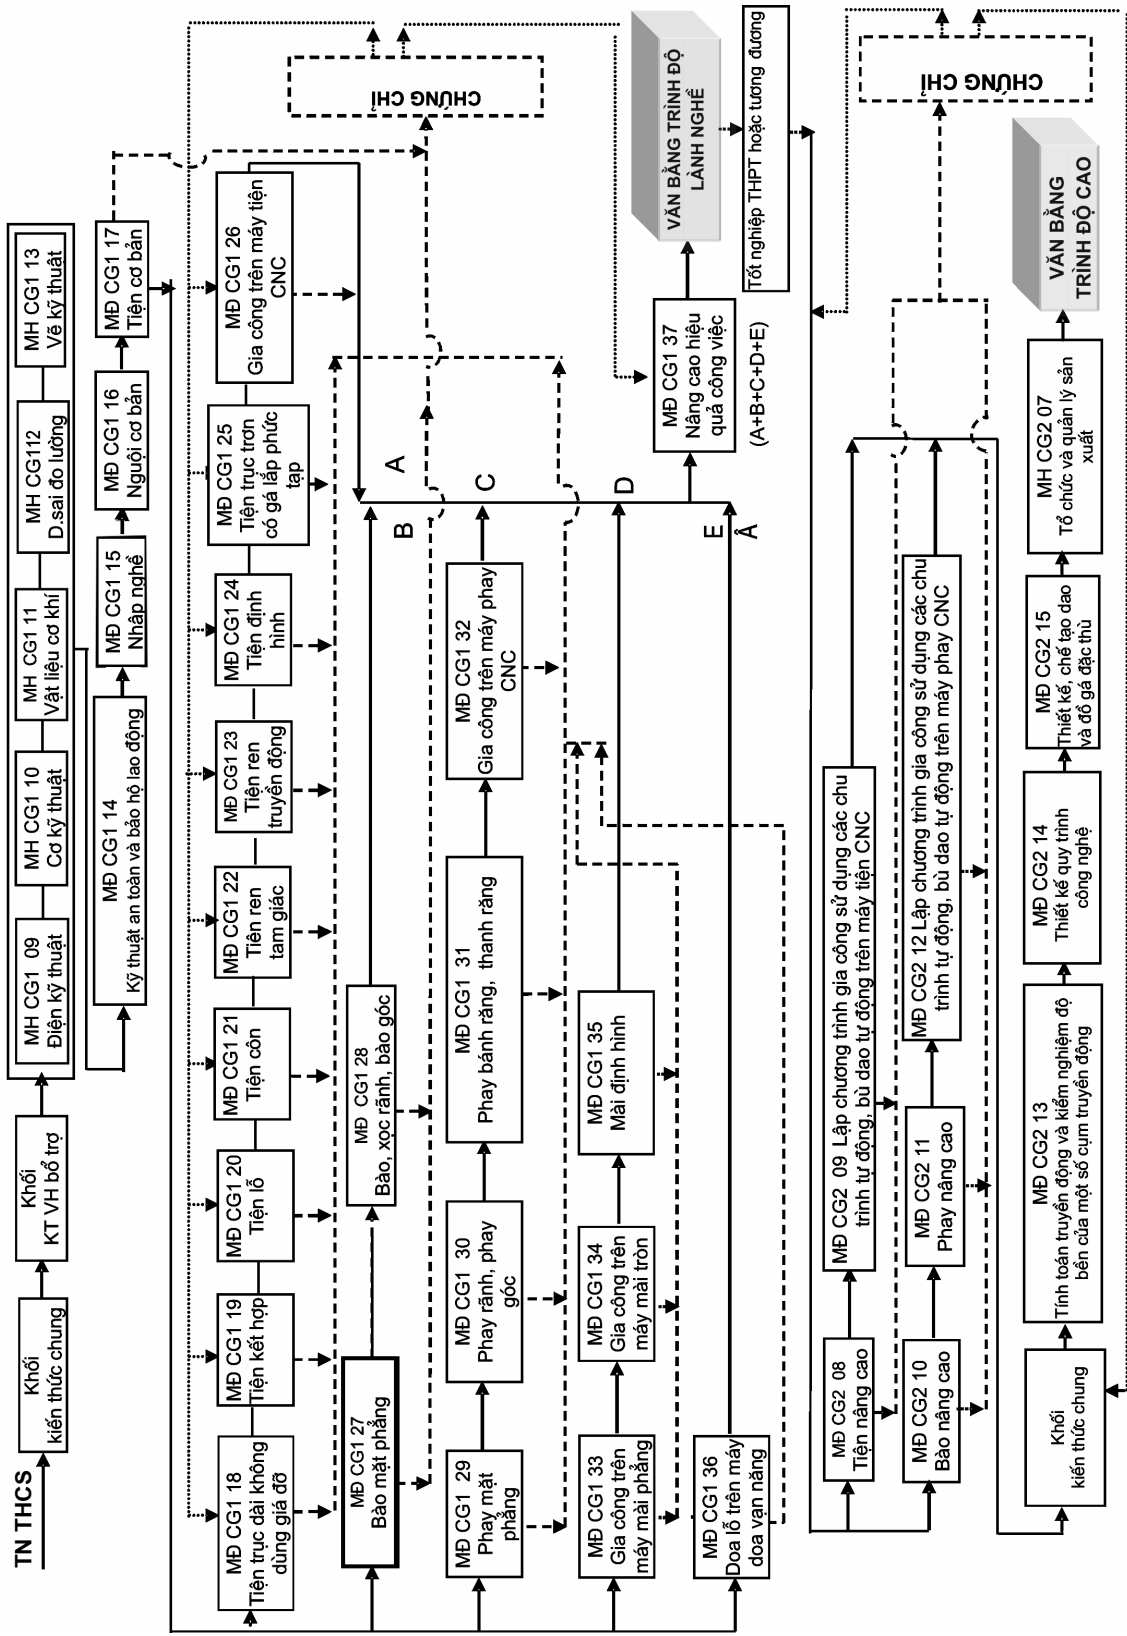 TN THCS
Khối
kiến thức chung
Khối
KT VH bổ trợ
MH CG1 09
Điện kỹ thuật
MH CG1 10
Cơ kỹ thuật
MH CG1 11
Vật liệu cơ khí
MH CG112
D.sai đo lường
MH CG1 13
Vẽ kỹ thuật
MĐ CG1 14
Kỹ thuật an toàn và bảo hộ lao động
MĐ CG1 15
Nhập nghề
MĐ CG1 16
Nguội cơ bản
MĐ CG1 17
Tiện cơ bản
MĐ CG1 18
Tiện trục dài không
dùng giá đỡ
MĐ CG1 19
Tiện kết hợp
MĐ CG1 20
Tiện lỗ
MĐ CG1 21
Tiện côn
MĐ CG1 22
Tiện ren
tam giác
MĐ CG1 23
Tiện ren
truyền động
MĐ CG1 24
Tiện định
hình
MĐ CG1 25
Tiện trục trơn
có gá lắp phức
tạp
MĐ CG1 26
Gia công trên máy tiện
CNC
CHỨNG CHỈ
MĐ CG1 27
Bào mặt phẳng
MĐ CG1 28
Bào, xọc rãnh, bào góc
A
B
MĐ CG1 29
Phay mặt
phẳng
MĐ CG1 30
Phay rãnh, phay
góc
MĐ CG1 31
Phay bánh răng, thanh răng
MĐ CG1 32
Gia công trên máy phay
CNC
C
MĐ CG1 33
Gia công trên
máy mài phẳng
MĐ CG1 34
Gia công trên
máy mài tròn
MĐ CG1 35
Mài định hình
D
MĐ CG1 36
Doa lỗ trên máy
doa vạn năng
E
Â
MĐ CG1 37
Nâng cao hiệu
quả công việc
(A+B+C+D+E)
VĂN BẰNG TRÌNH ĐỘ
LÀNH NGHỀ
Tốt nghiệp THPT hoặc tương đương
MĐ CG2 08
Tiện nâng cao
MĐ CG2 09 Lập chương trình gia công sử dụng các chu
trình tự động, bù dao tự động trên máy tiện CNC
MĐ CG2 10
Bào nâng cao
MĐ CG2 11
Phay nâng cao
MĐ CG2 12 Lập chương trình gia công sử dụng các chu
trình tự động, bù dao tự động trên máy phay CNC
CHỨNG CHỈ
Khối
kiến thức chung
MĐ CG2 13
Tính toán truyền động và kiểm nghiệm độ
bền của một số cụm truyền động
MĐ CG2 14
Thiết kế quy trình
công nghệ
MĐ CG2 15
Thiết kế, chế tạo dao
và đồ gá đặc thù
MH CG2 07
Tổ chức và quản lý sản
xuất
VĂN BẰNG
TRÌNH ĐỘ CAO